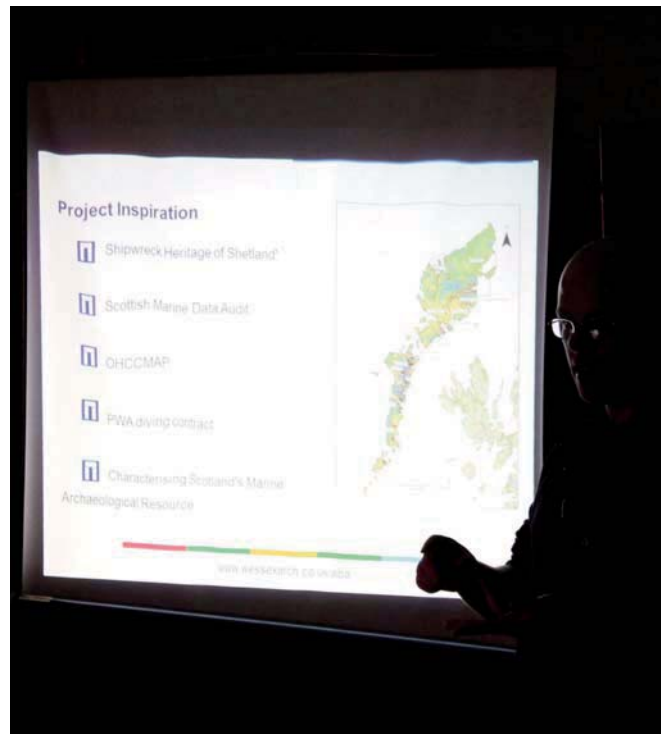 Project Inspiration
Shipwreck Heritage of Shetland
Scottish Marine Data Audit
OHCCMAP
PWA diving contract
Characterising Scotland's Marine
Archaeological Resource